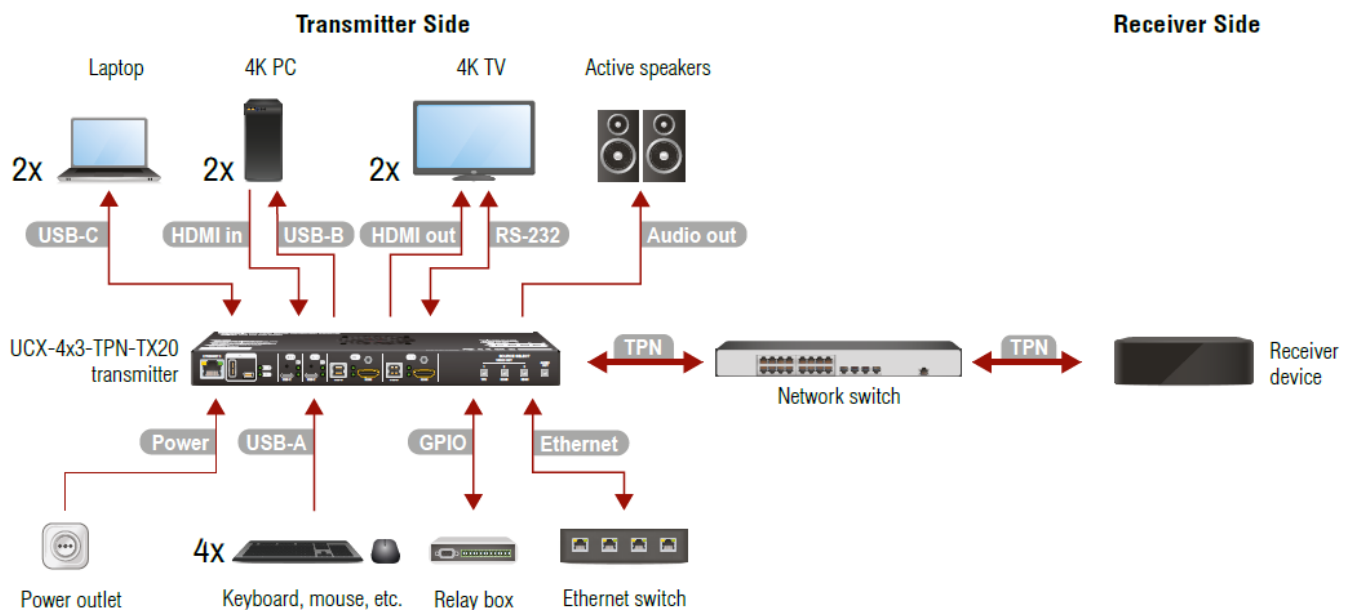 Transmitter Side
Receiver Side
Laptop
4K PC
4K TV
Active speakers
2x
2x
2x
USB-C
HDMI in
USB-B
HDMI out
RS-232
Audio out
UCX-4x3-TPN-TX20
transmitter
TPN
TPN
Network switch
Receiver
device
Power
USB-A
GPIO
Ethernet
4x
Power outlet
Keyboard, mouse, etc.
Relay box
Ethernet switch